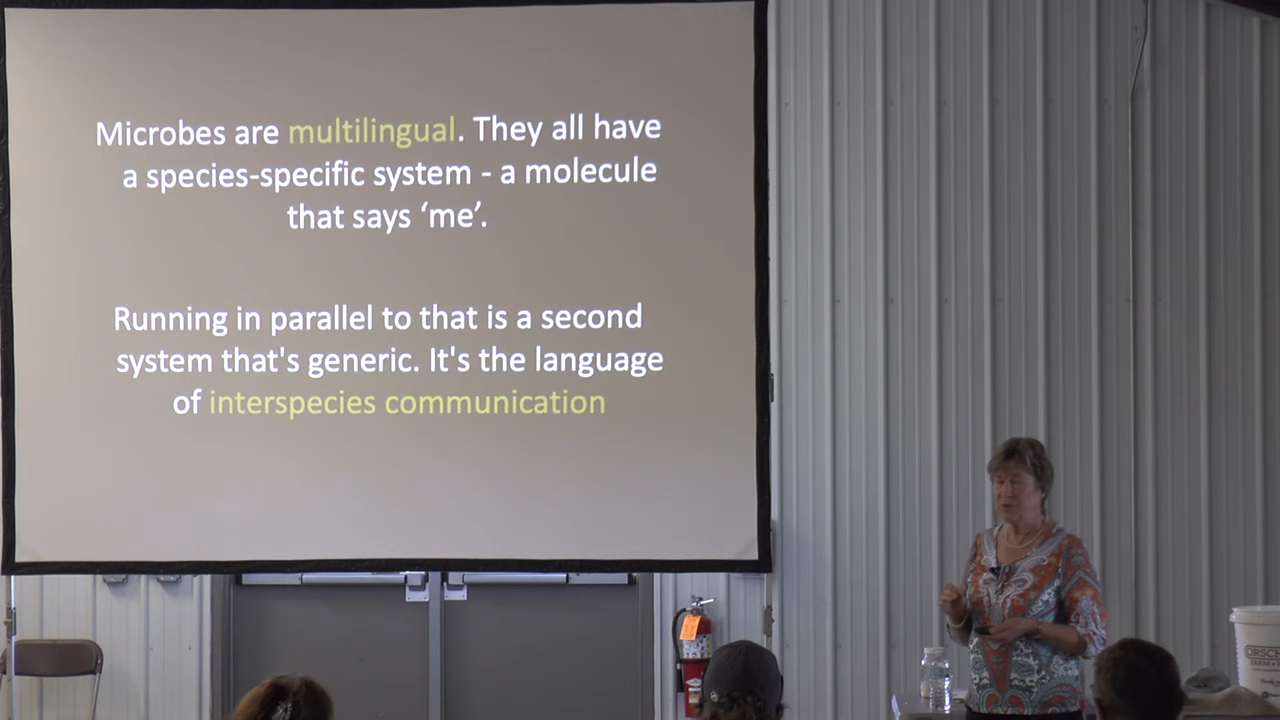 Microbes are multilingual. They all have
a species-specific system - a molecule
that says ‘me’.
Running in parallel to that is a second
system that's generic. It's the language
of interspecies communication